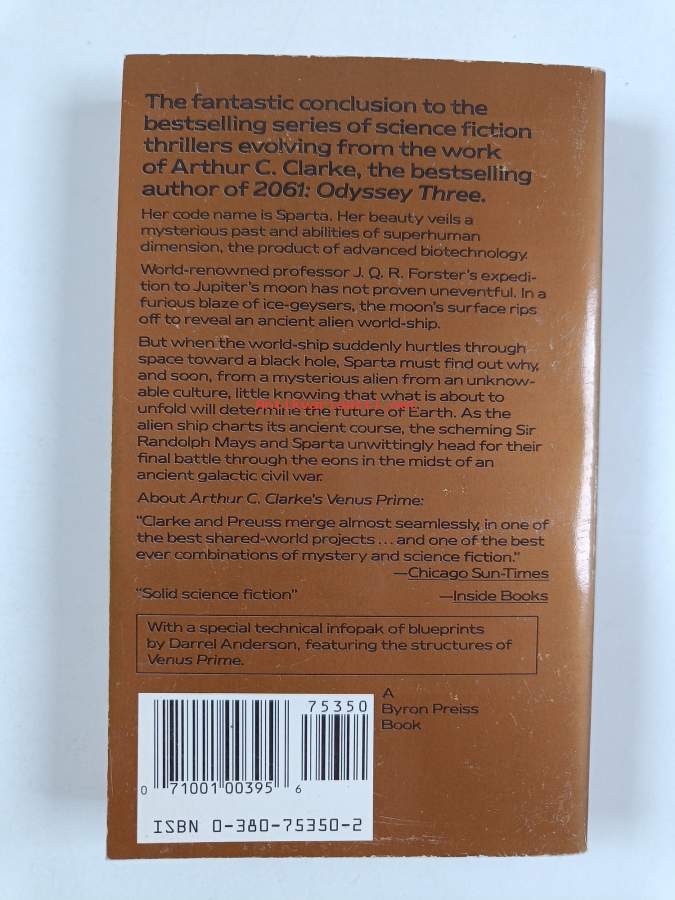 The fantastic conclusion to the
bestselling series of science fiction
thrillers evolving from the work
of Arthur C. Clarke, the bestselling
author of 2061: Odyssey Three.
Her code name is Sparta. Her beauty veils a
mysterious past and abilities of superhuman
dimension, the product of advanced biotechnology.
World-renowned professor J. Q. R. Forster's expedi-
tion to Jupiter's moon has not proven uneventful. In a
furious blaze of ice-geysers, the moon's surface rips
off to reveal an ancient alien world-ship.
But when the world-ship suddenly hurtles through
space toward a black hole, Sparta must find out why,
and soon, from a mysterious alien from an unknow-
able culture, little knowing that what is about to
unfold will determine the future of Earth. As the
alien ship charts its ancient course, the scheming Sir
Randolph Mays and Sparta unwittingly head for their
final battle through the eons in the midst of an
ancient galactic civil war.
About Arthur C. Clarke's Venus Prime:
"Clarke and Preuss merge almost seamlessly, in one of
the best shared-world projects ... and one of the best
ever combinations of mystery and science fiction."
—Chicago Sun-Times
"Solid science fiction" —Inside Books
With a special technical infopak of blueprints
by Darrel Anderson, featuring the structures of
Venus Prime.
A
Byron Preiss
Book
75350
0 71001 00395 6
ISBN 0-380-75350-2